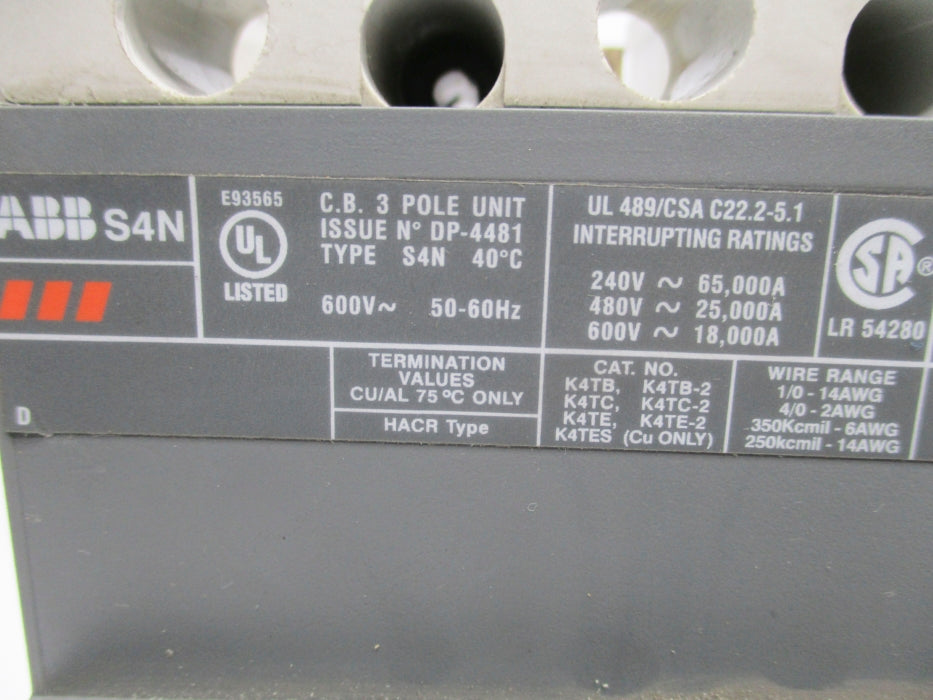 ABB S4N
E93565
UL
LISTED
C.B. 3 POLE UNIT
ISSUE N° DP-4481
TYPE S4N 40°C
600V~ 50-60Hz
UL 489/CSA C22.2-5.1
INTERRUPTING RATINGS
240V ~ 65,000A
480V ~ 25,000A
600V ~ 18,000A
SA ®
LR 54280
D
TERMINATION
VALUES
CU/AL 75°C ONLY
HACR Type
CAT. NO.
K4TB, K4TB-2
K4TC, K4TC-2
K4TE, K4TE-2
K4TES (Cu ONLY)
WIRE RANGE
1/0 - 14AWG
4/0 - 2AWG
350Kcmil - 6AWG
250kcmil - 14AWG